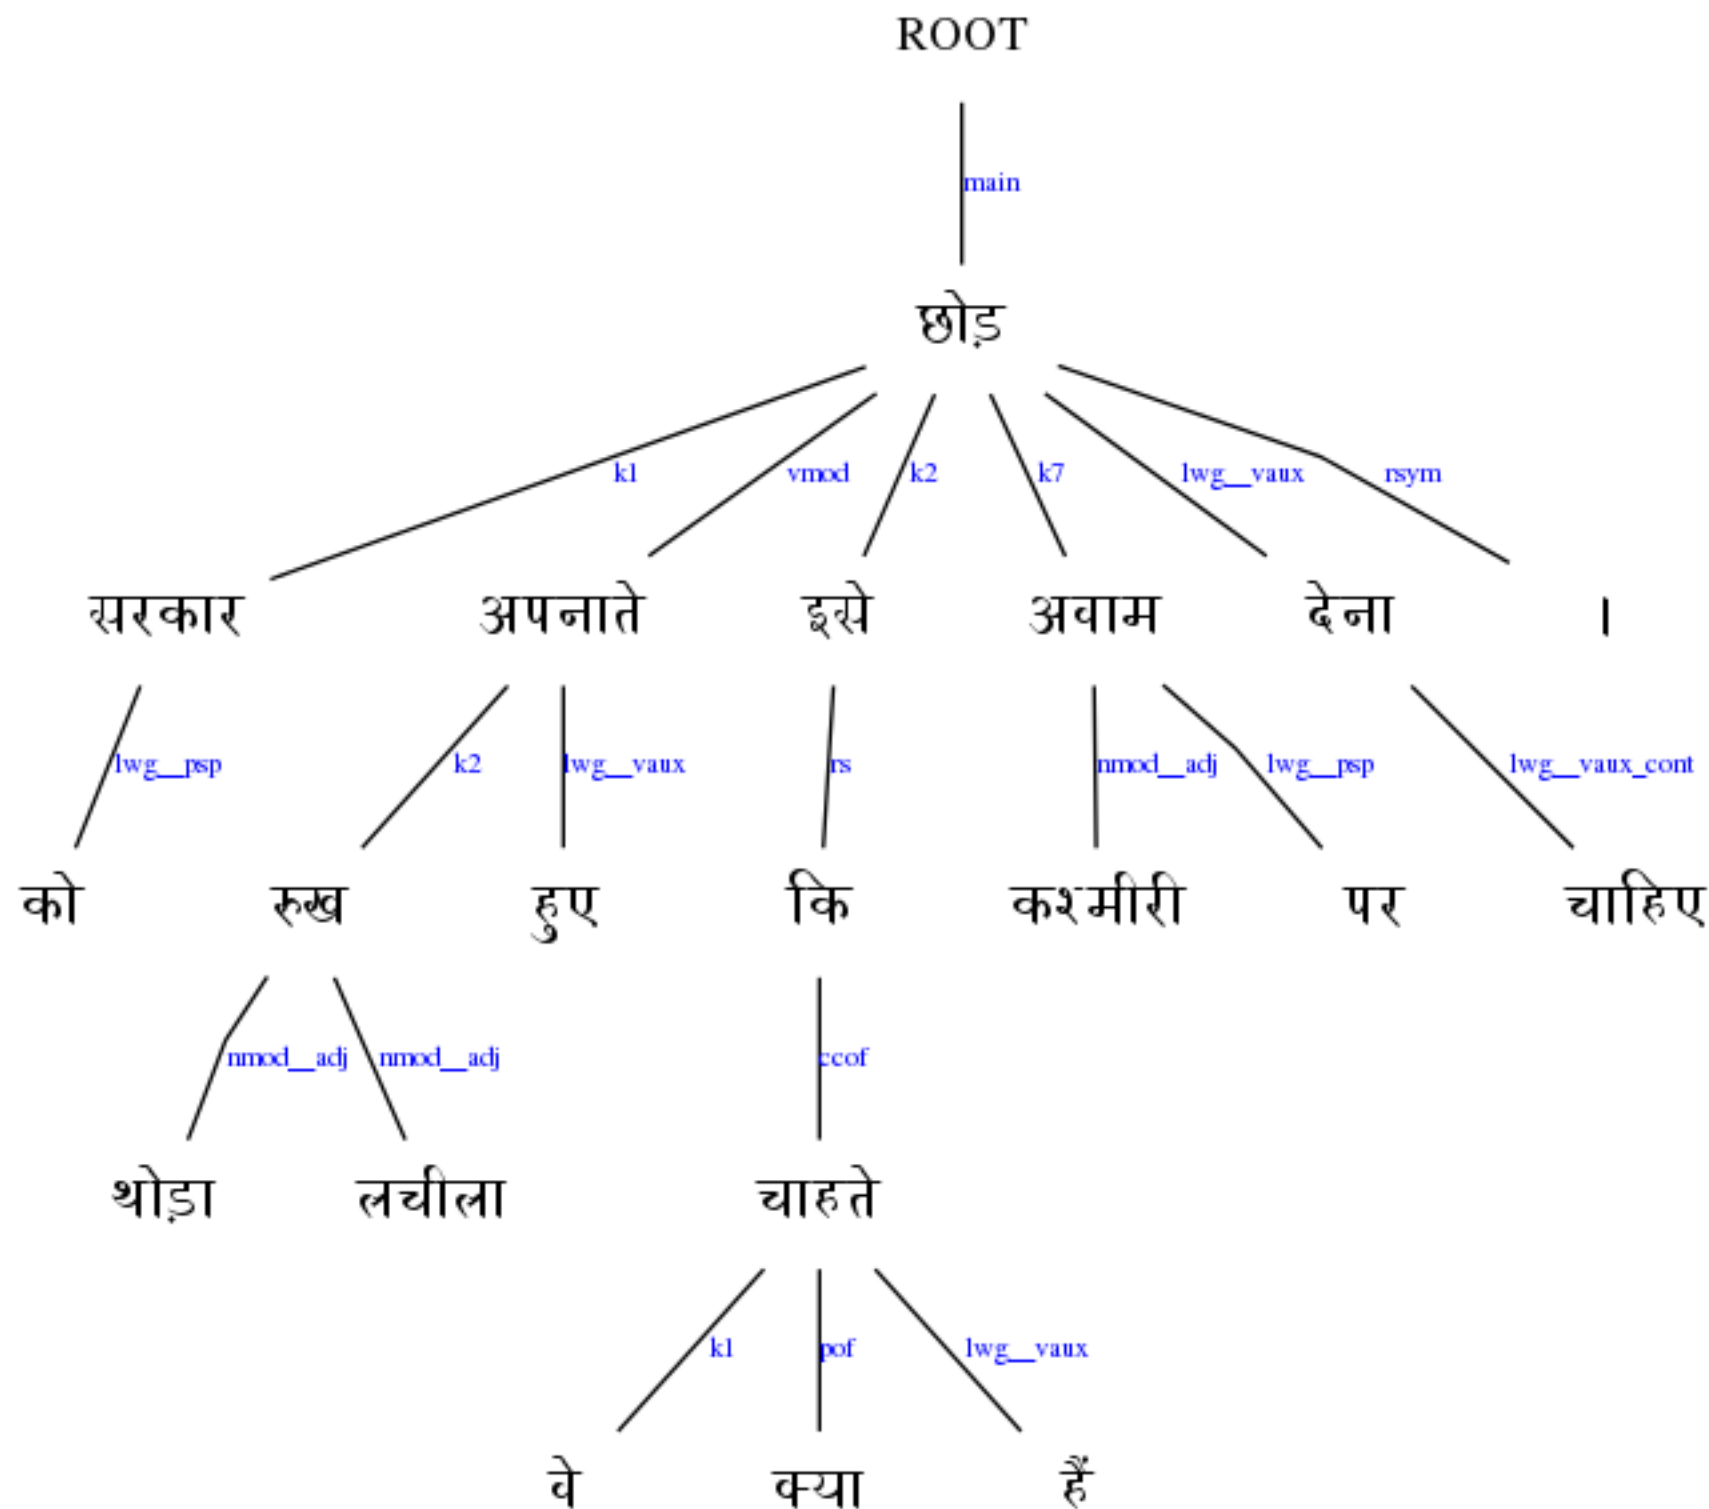 ROOT
main
छोड़
k1 vmod k2 k7 lwg__vaux rsym
सरकार अपनाते इसे अवाम देना ।
lwg__psp k2 lwg__vaux rs nmod__adj lwg__psp lwg__vaux_cont
को रुख हुए कि कश्मीरी पर चाहिए
nmod__adj nmod__adj ccof
थोड़ा लचीला चाहते
k1 pof lwg__vaux
वे क्या हैं